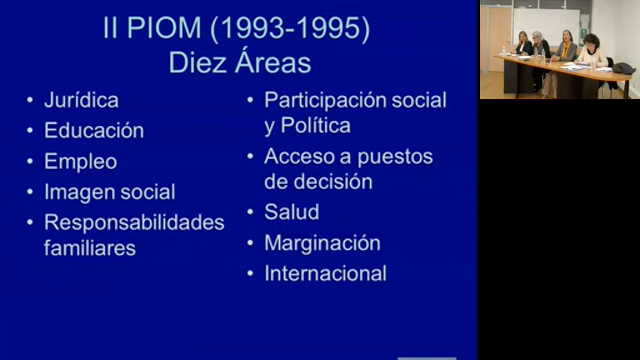 II PIOM (1993-1995)
Diez Áreas
• Jurídica
• Educación
• Empleo
• Imagen social
• Responsabilidades
familiares
• Participación social
y Política
• Acceso a puestos
de decisión
• Salud
• Marginación
• Internacional